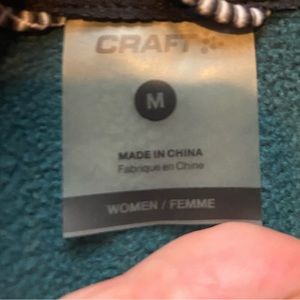 CRAFT
M
MADE IN CHINA
Fabriqué en Chine
WOMEN / FEMME